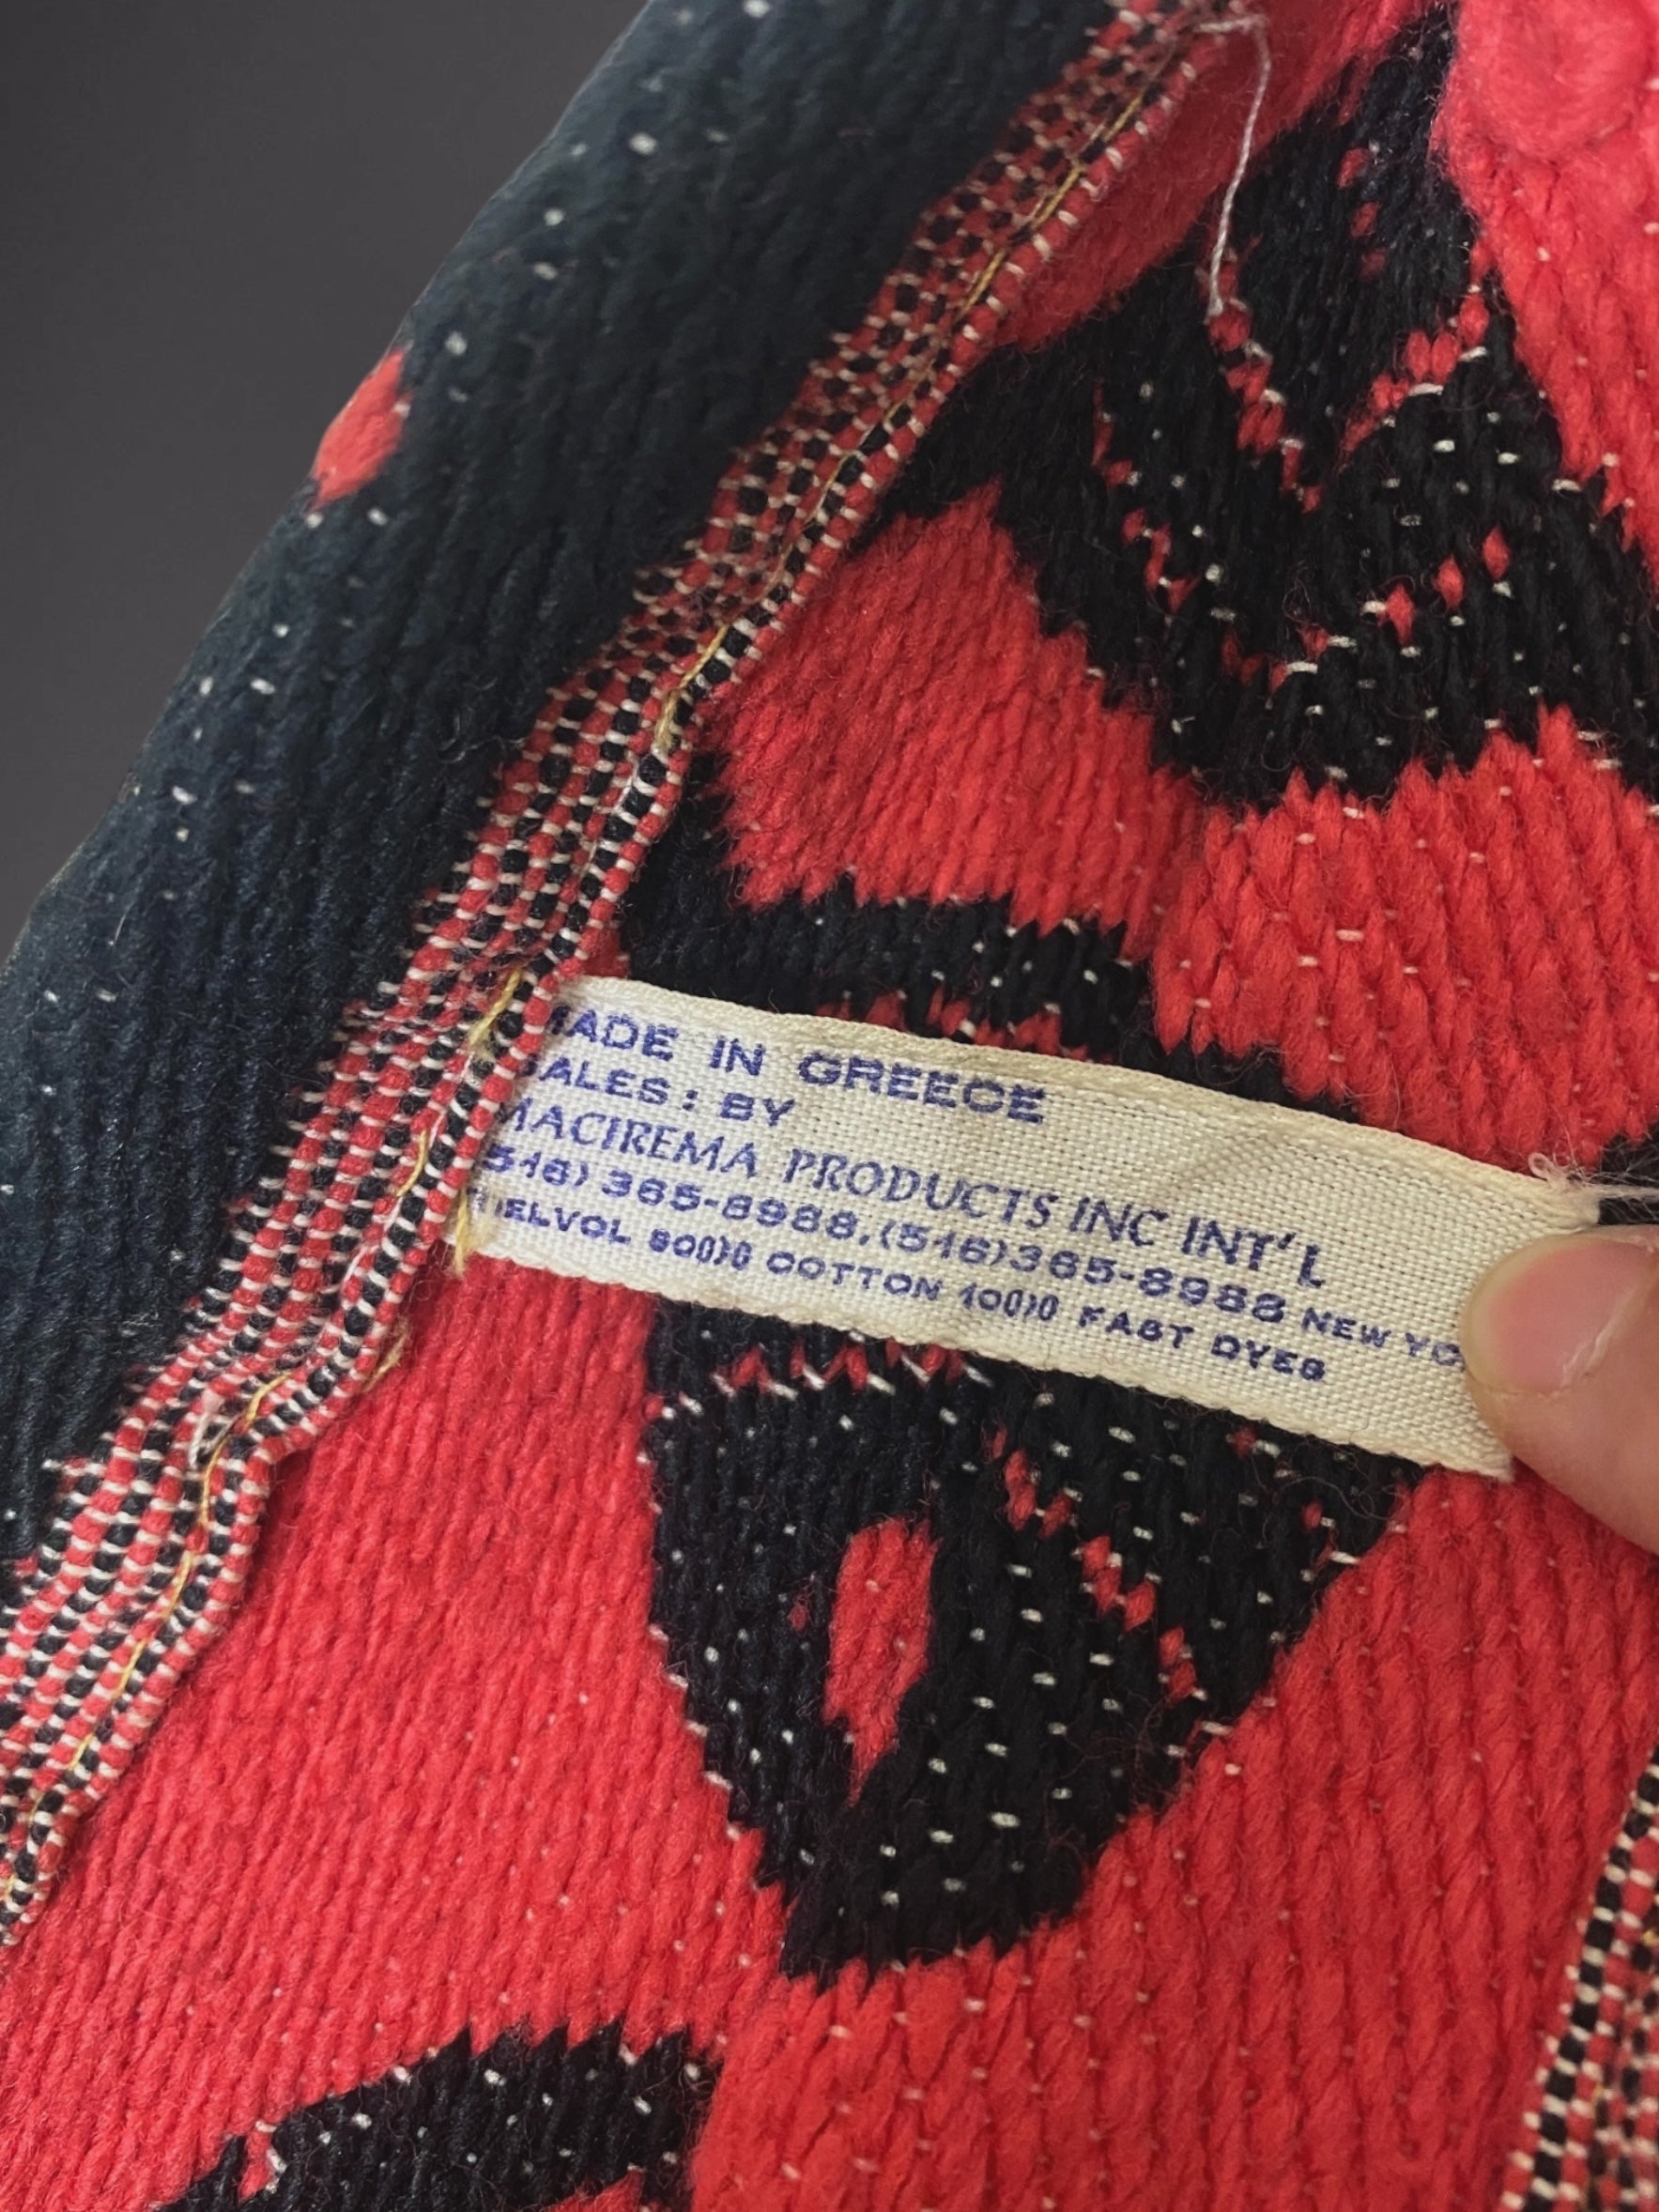 MADE IN GREECE
SALES: BY
MACIREMA PRODUCTS INC INT'L
(516) 365-8988,(516)365-8988 NEW YO
80% COTTON 100% FAST DYES